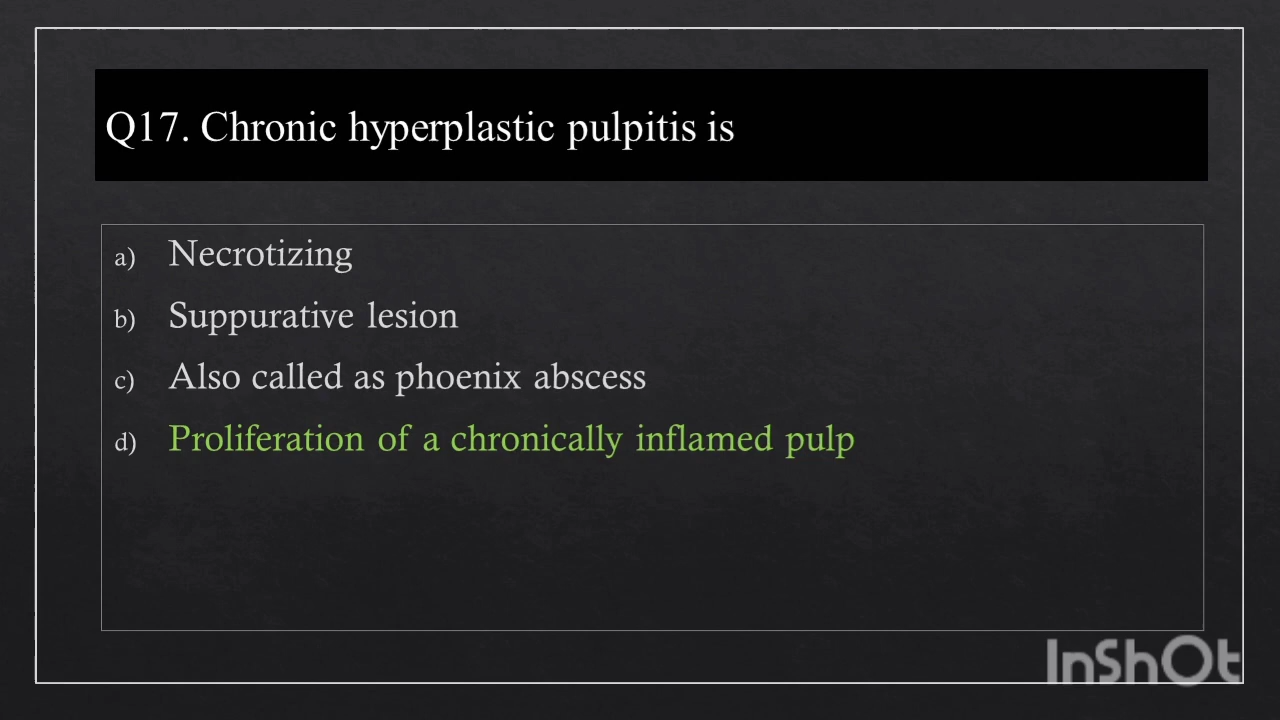 Q17. Chronic hyperplastic pulpitis is
a) Necrotizing
b) Suppurative lesion
c) Also called as phoenix abscess
d) Proliferation of a chronically inflamed pulp
InShOt